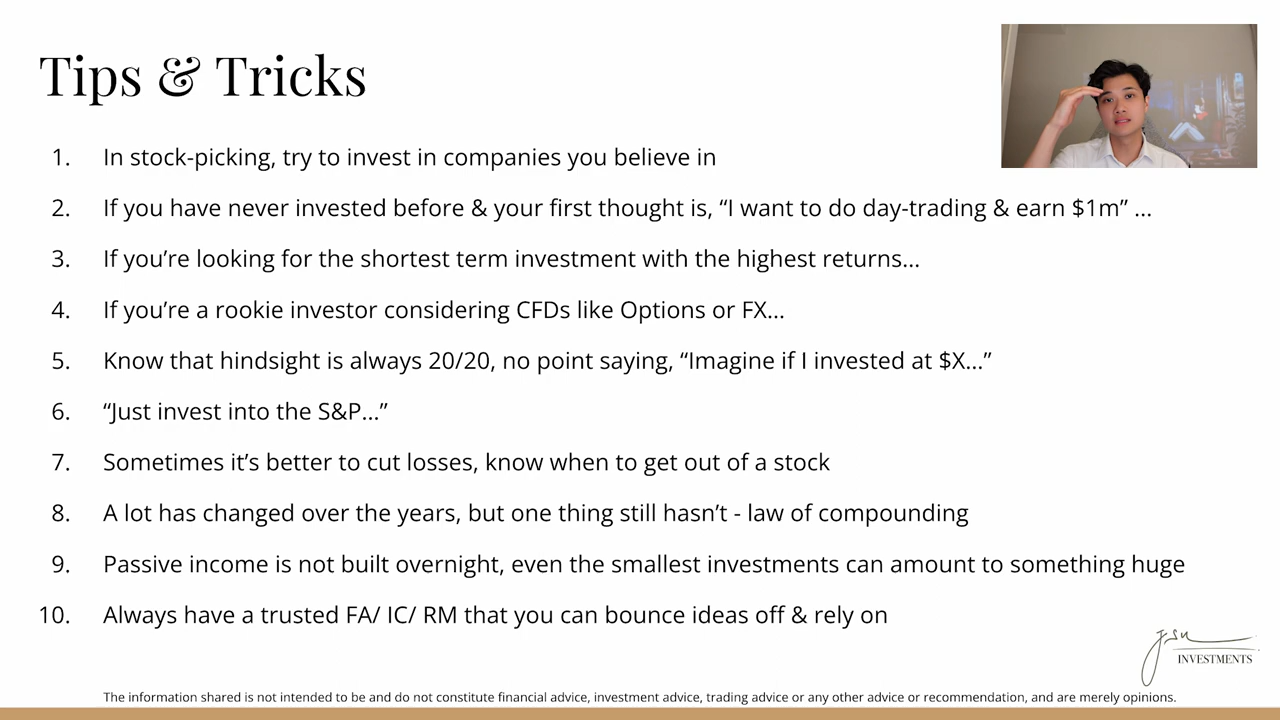 Tips & Tricks
1. In stock-picking, try to invest in companies you believe in
2. If you have never invested before & your first thought is, “I want to do day-trading & earn $1m” ...
3. If you’re looking for the shortest term investment with the highest returns...
4. If you’re a rookie investor considering CFDs like Options or FX...
5. Know that hindsight is always 20/20, no point saying, “Imagine if I invested at $X...”
6. “Just invest into the S&P...”
7. Sometimes it’s better to cut losses, know when to get out of a stock
8. A lot has changed over the years, but one thing still hasn’t - law of compounding
9. Passive income is not built overnight, even the smallest investments can amount to something huge
10. Always have a trusted FA/ IC/ RM that you can bounce ideas off & rely on
INVESTMENTS
The information shared is not intended to be and do not constitute financial advice, investment advice, trading advice or any other advice or recommendation, and are merely opinions.